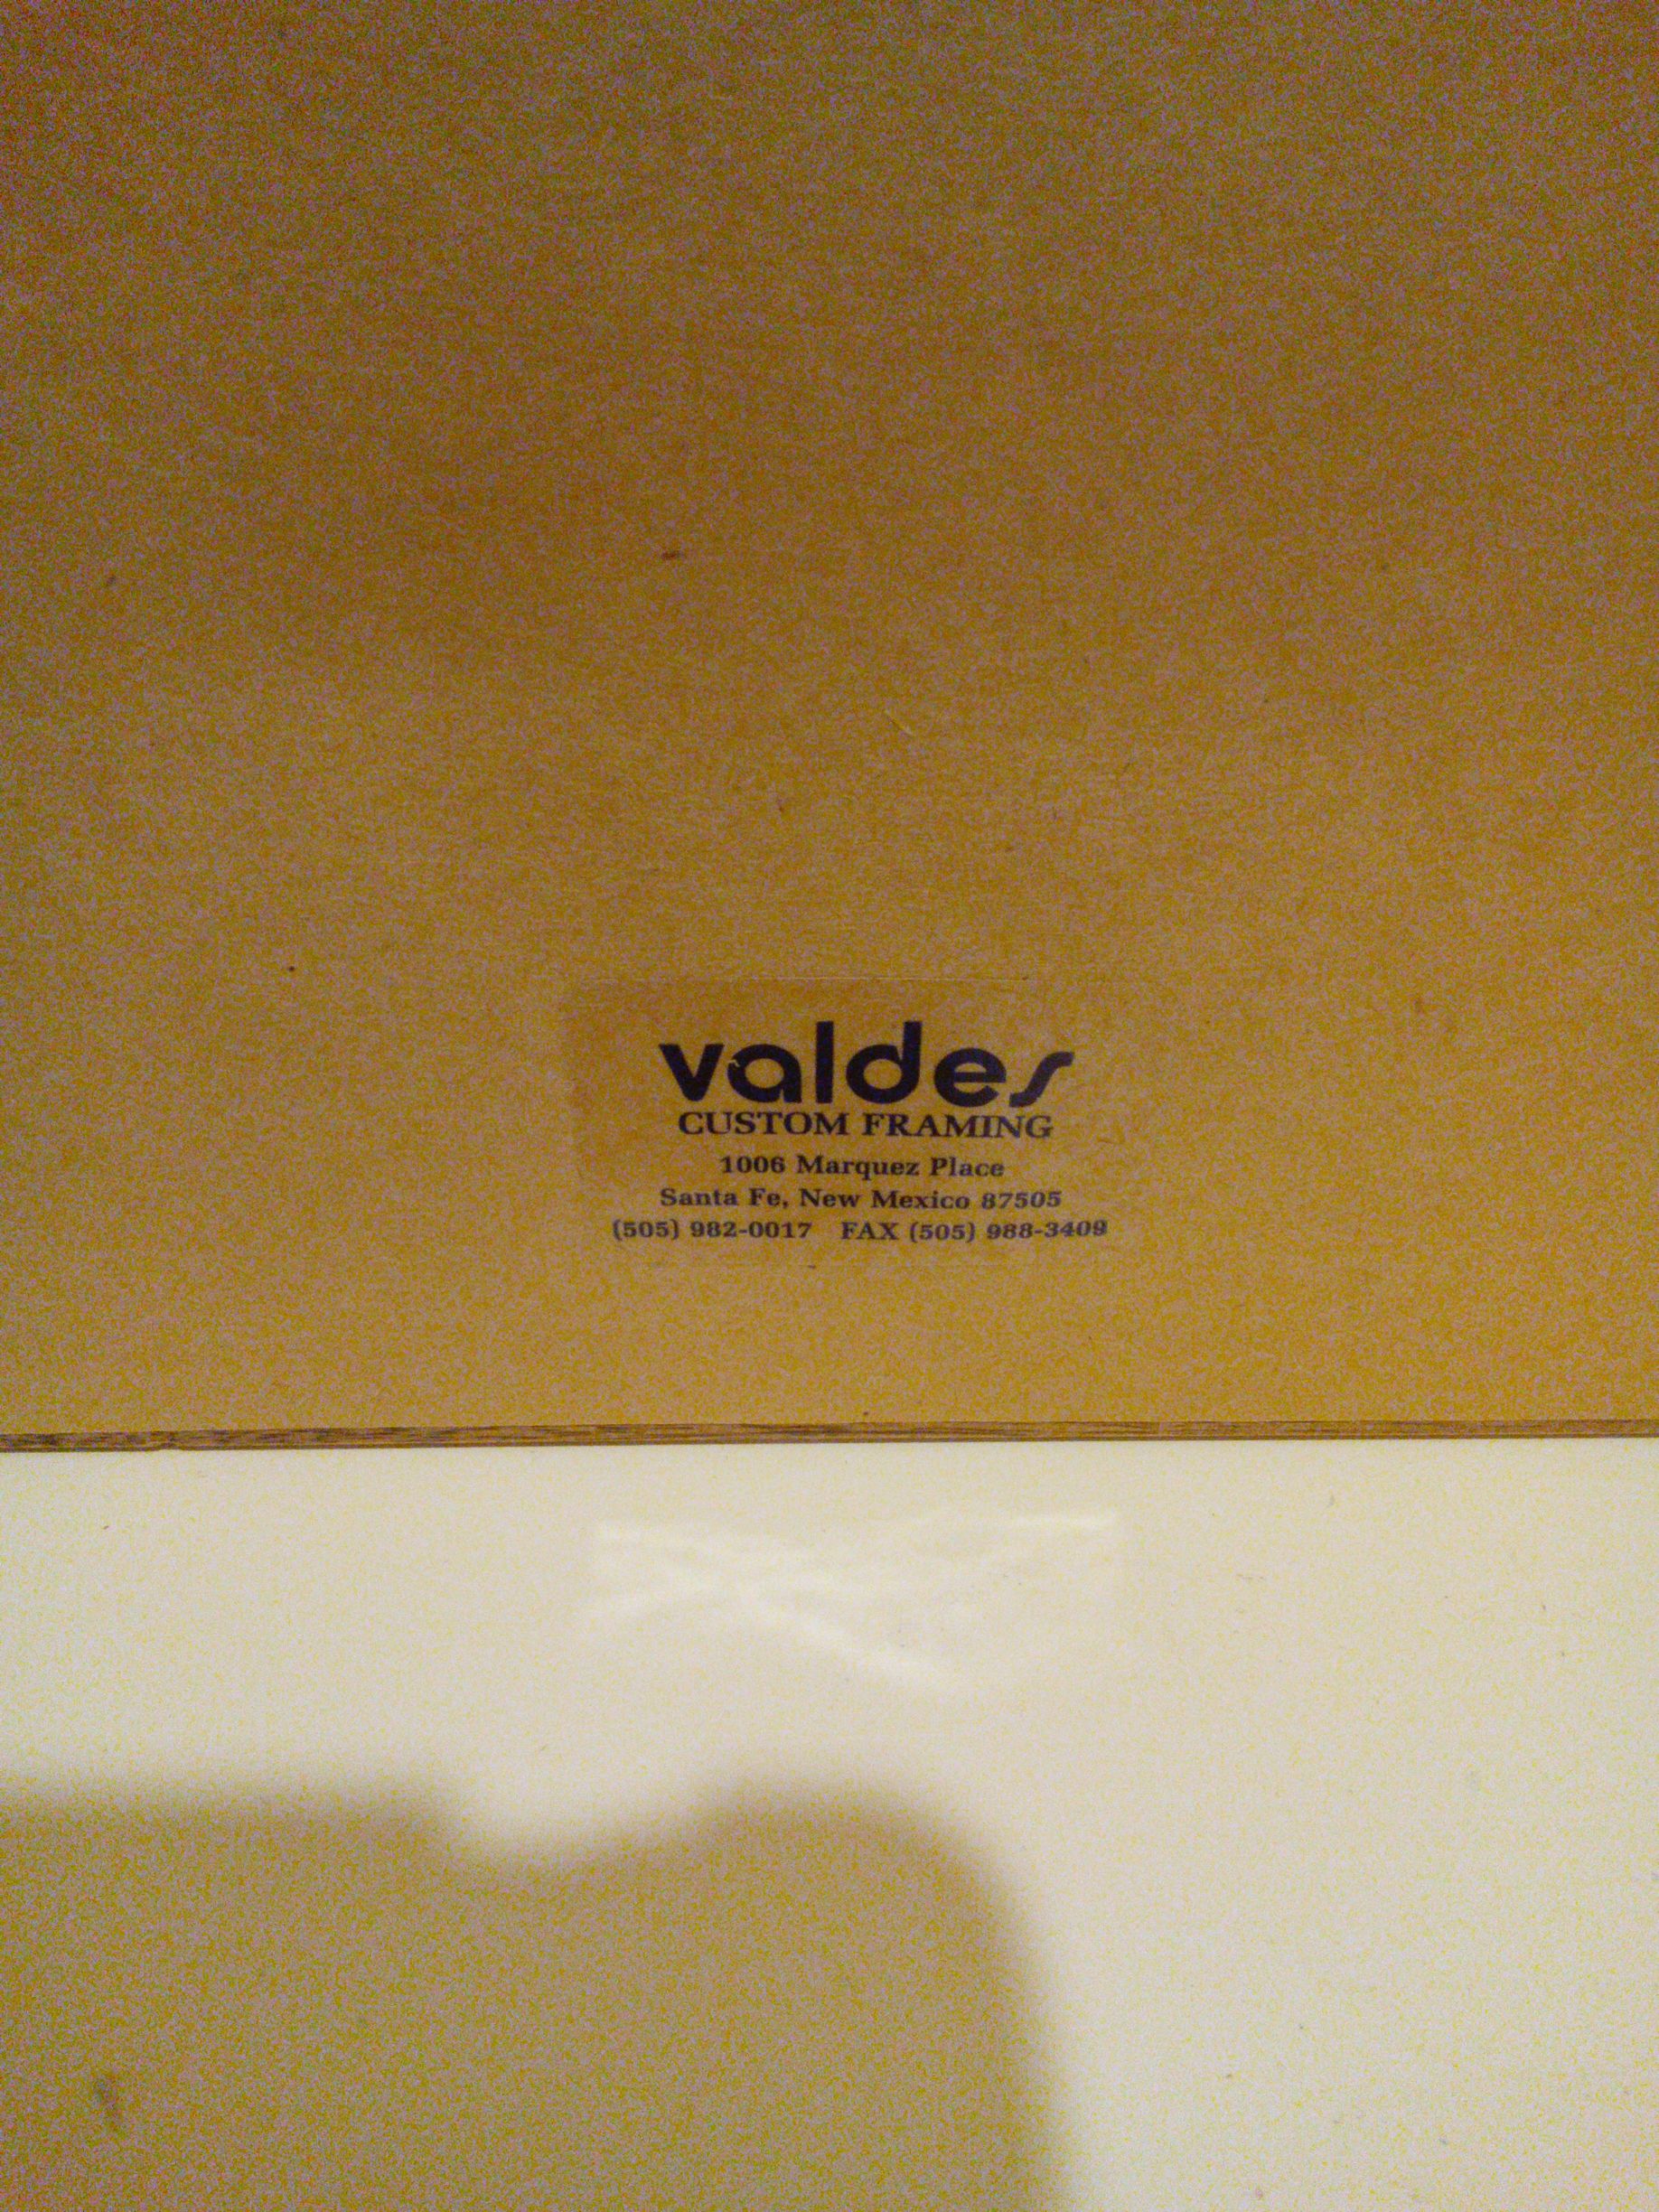 valdes
CUSTOM FRAMING
1006 Marquez Place
Santa Fe, New Mexico 87505
(505) 982-0017 FAX (505) 988-3409